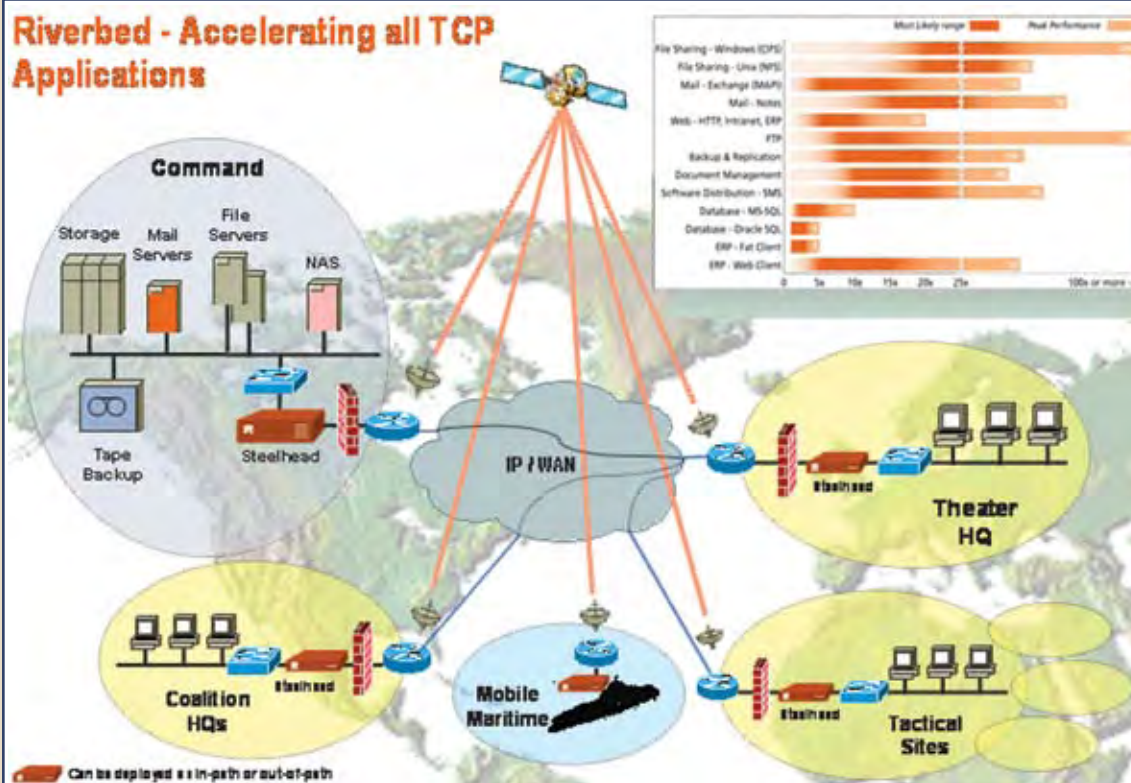 Riverbed - Accelerating all TCP
Applications
Most Likely range
Peak Performance
File Sharing - Windows (CIFS)
File Sharing - Unix (NFS)
Mail - Exchange (MAPI)
Mail - Notes
Web - HTTP, Intranet, ERP
FTP
Backup & Replication
Document Management
Software Distribution - SMS
Database - MS-SQL
Database - Oracle SQL
ERP - Fat Client
ERP - Web Client
0 5x 10x 15x 20x 25x 100x or more
Command
Storage
Mail
Servers
File
Servers
NAS
Tape
Backup
Steelhead
IP / WAN
Steelhead
Theater
HQ
Steelhead
Coalition
HQs
Mobile
Maritime
Steelhead
Tactical
Sites
Can be deployed as in-path or out-of-path